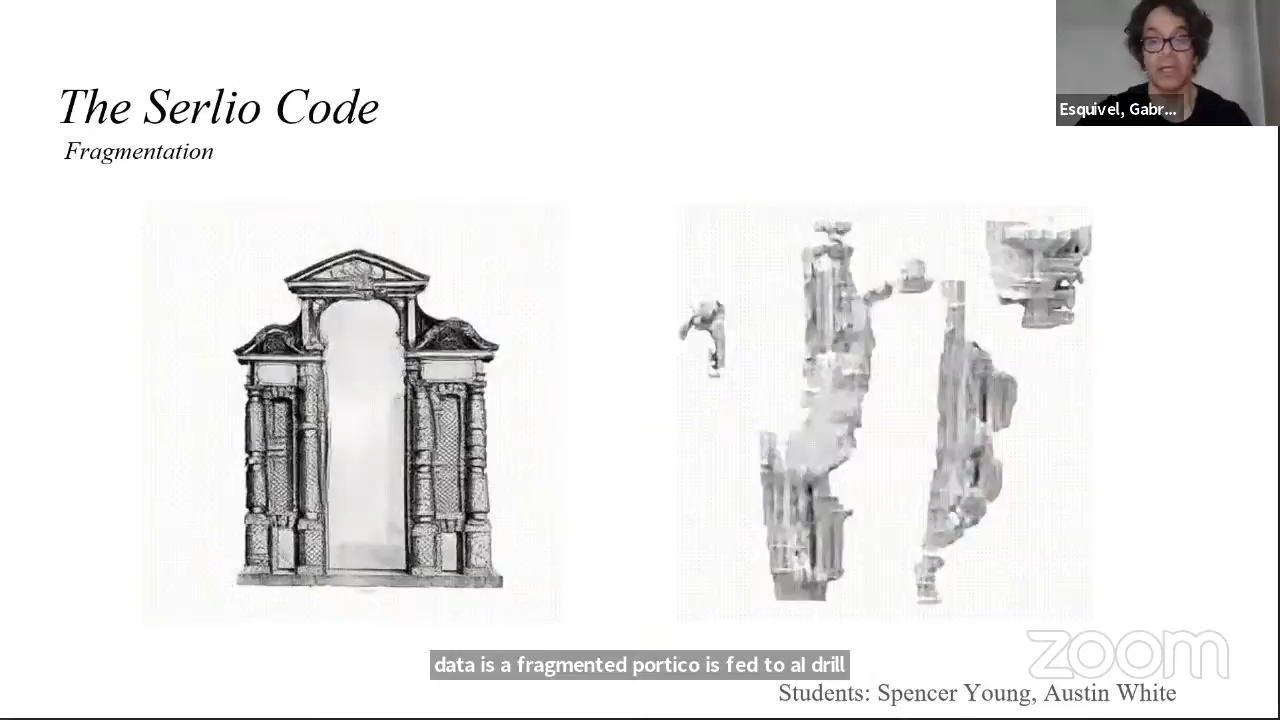 The Serlio Code
Fragmentation
Esquivel, Gabr...
data is a fragmented portico is fed to al drill
zoom
Students: Spencer Young, Austin White